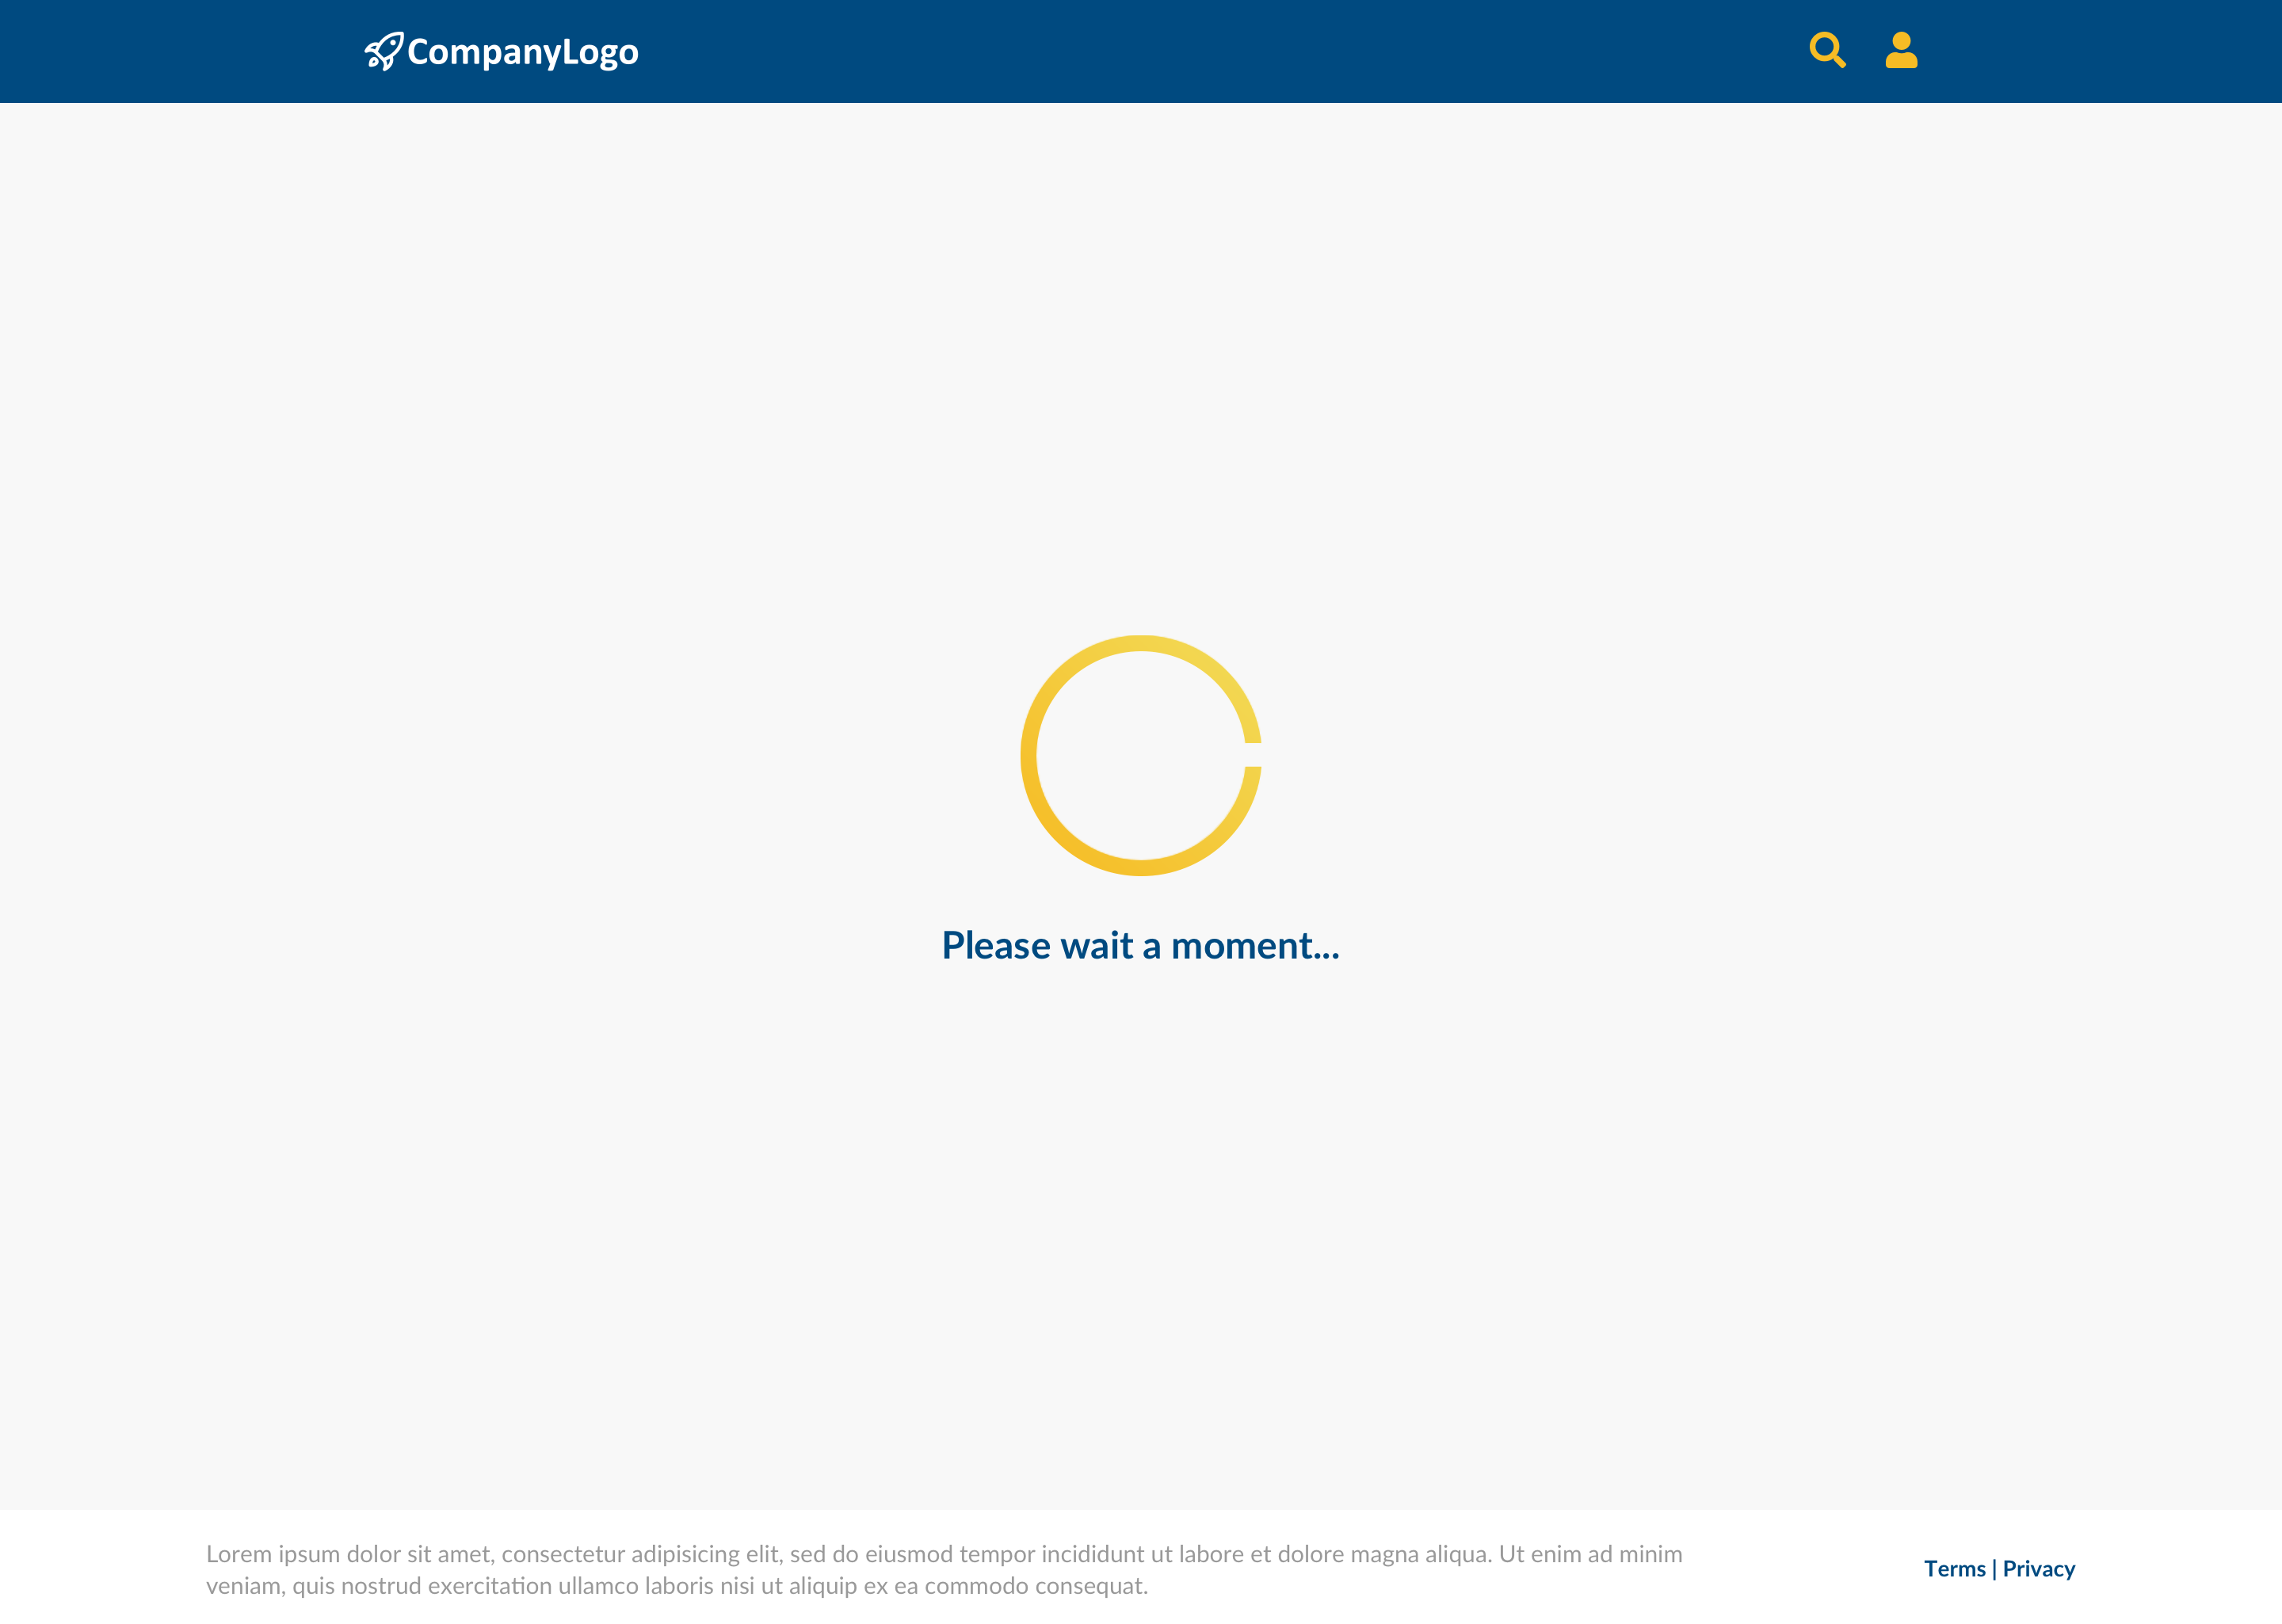 CompanyLogo
Please wait a moment...
Lorem ipsum dolor sit amet, consectetur adipisicing elit, sed do eiusmod tempor incididunt ut labore et dolore magna aliqua. Ut enim ad minim
veniam, quis nostrud exercitation ullamco laboris nisi ut aliquip ex ea commodo consequat.
Terms | Privacy